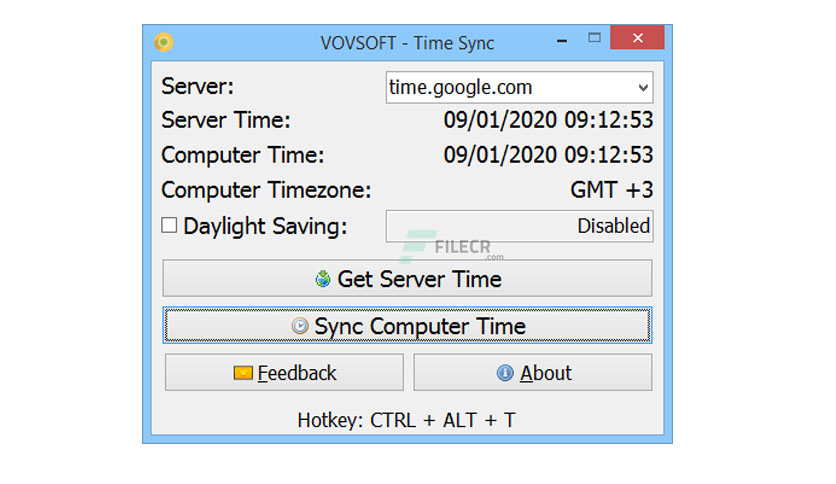 VOVSOFT - Time Sync
Server: time.google.com
Server Time: 09/01/2020 09:12:53
Computer Time: 09/01/2020 09:12:53
Computer Timezone: GMT +3
Daylight Saving: Disabled
FILECR
.com
Get Server Time
Sync Computer Time
Feedback About
Hotkey: CTRL + ALT + T